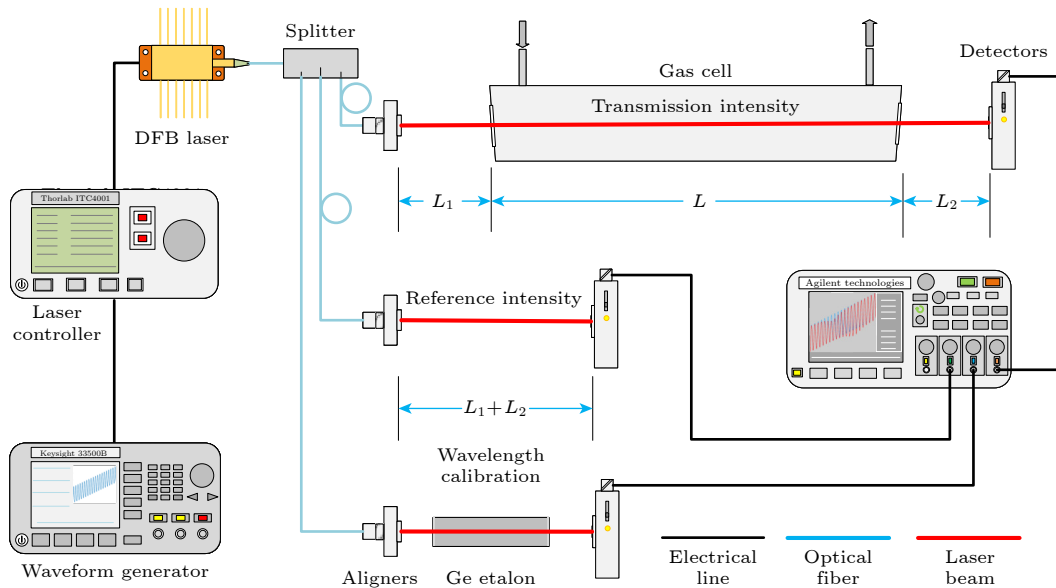 Splitter
Detectors
Gas cell
Transmission intensity
DFB laser
L1
L
L2
Thorlab ITC4001
Laser
controller
Reference intensity
Agilent technologies
L1+L2
Wavelength
calibration
Keysight 33500B
Waveform generator
Aligners
Ge etalon
Electrical
line
Optical
fiber
Laser
beam